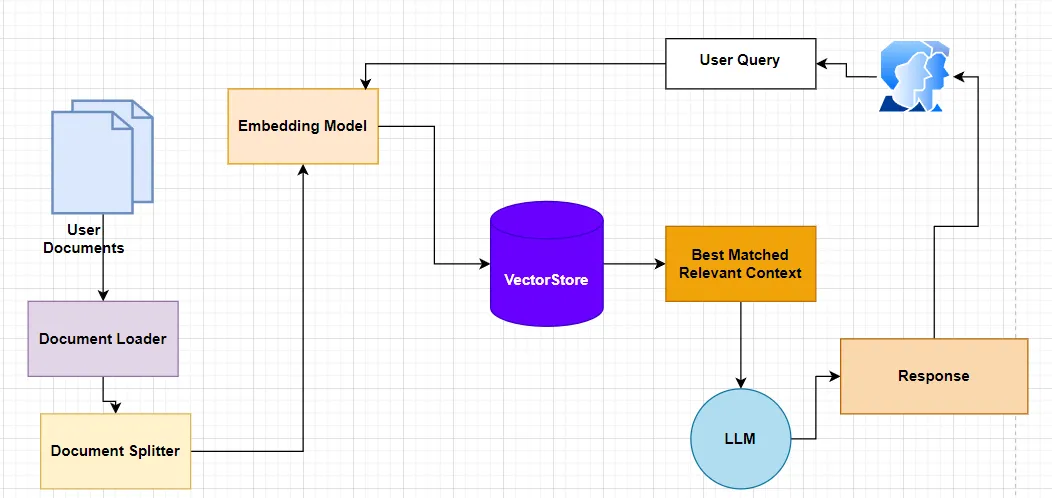 User Query
Embedding Model
User
Documents
VectorStore
Best Matched
Relevant Context
Document Loader
Response
Document Splitter
LLM